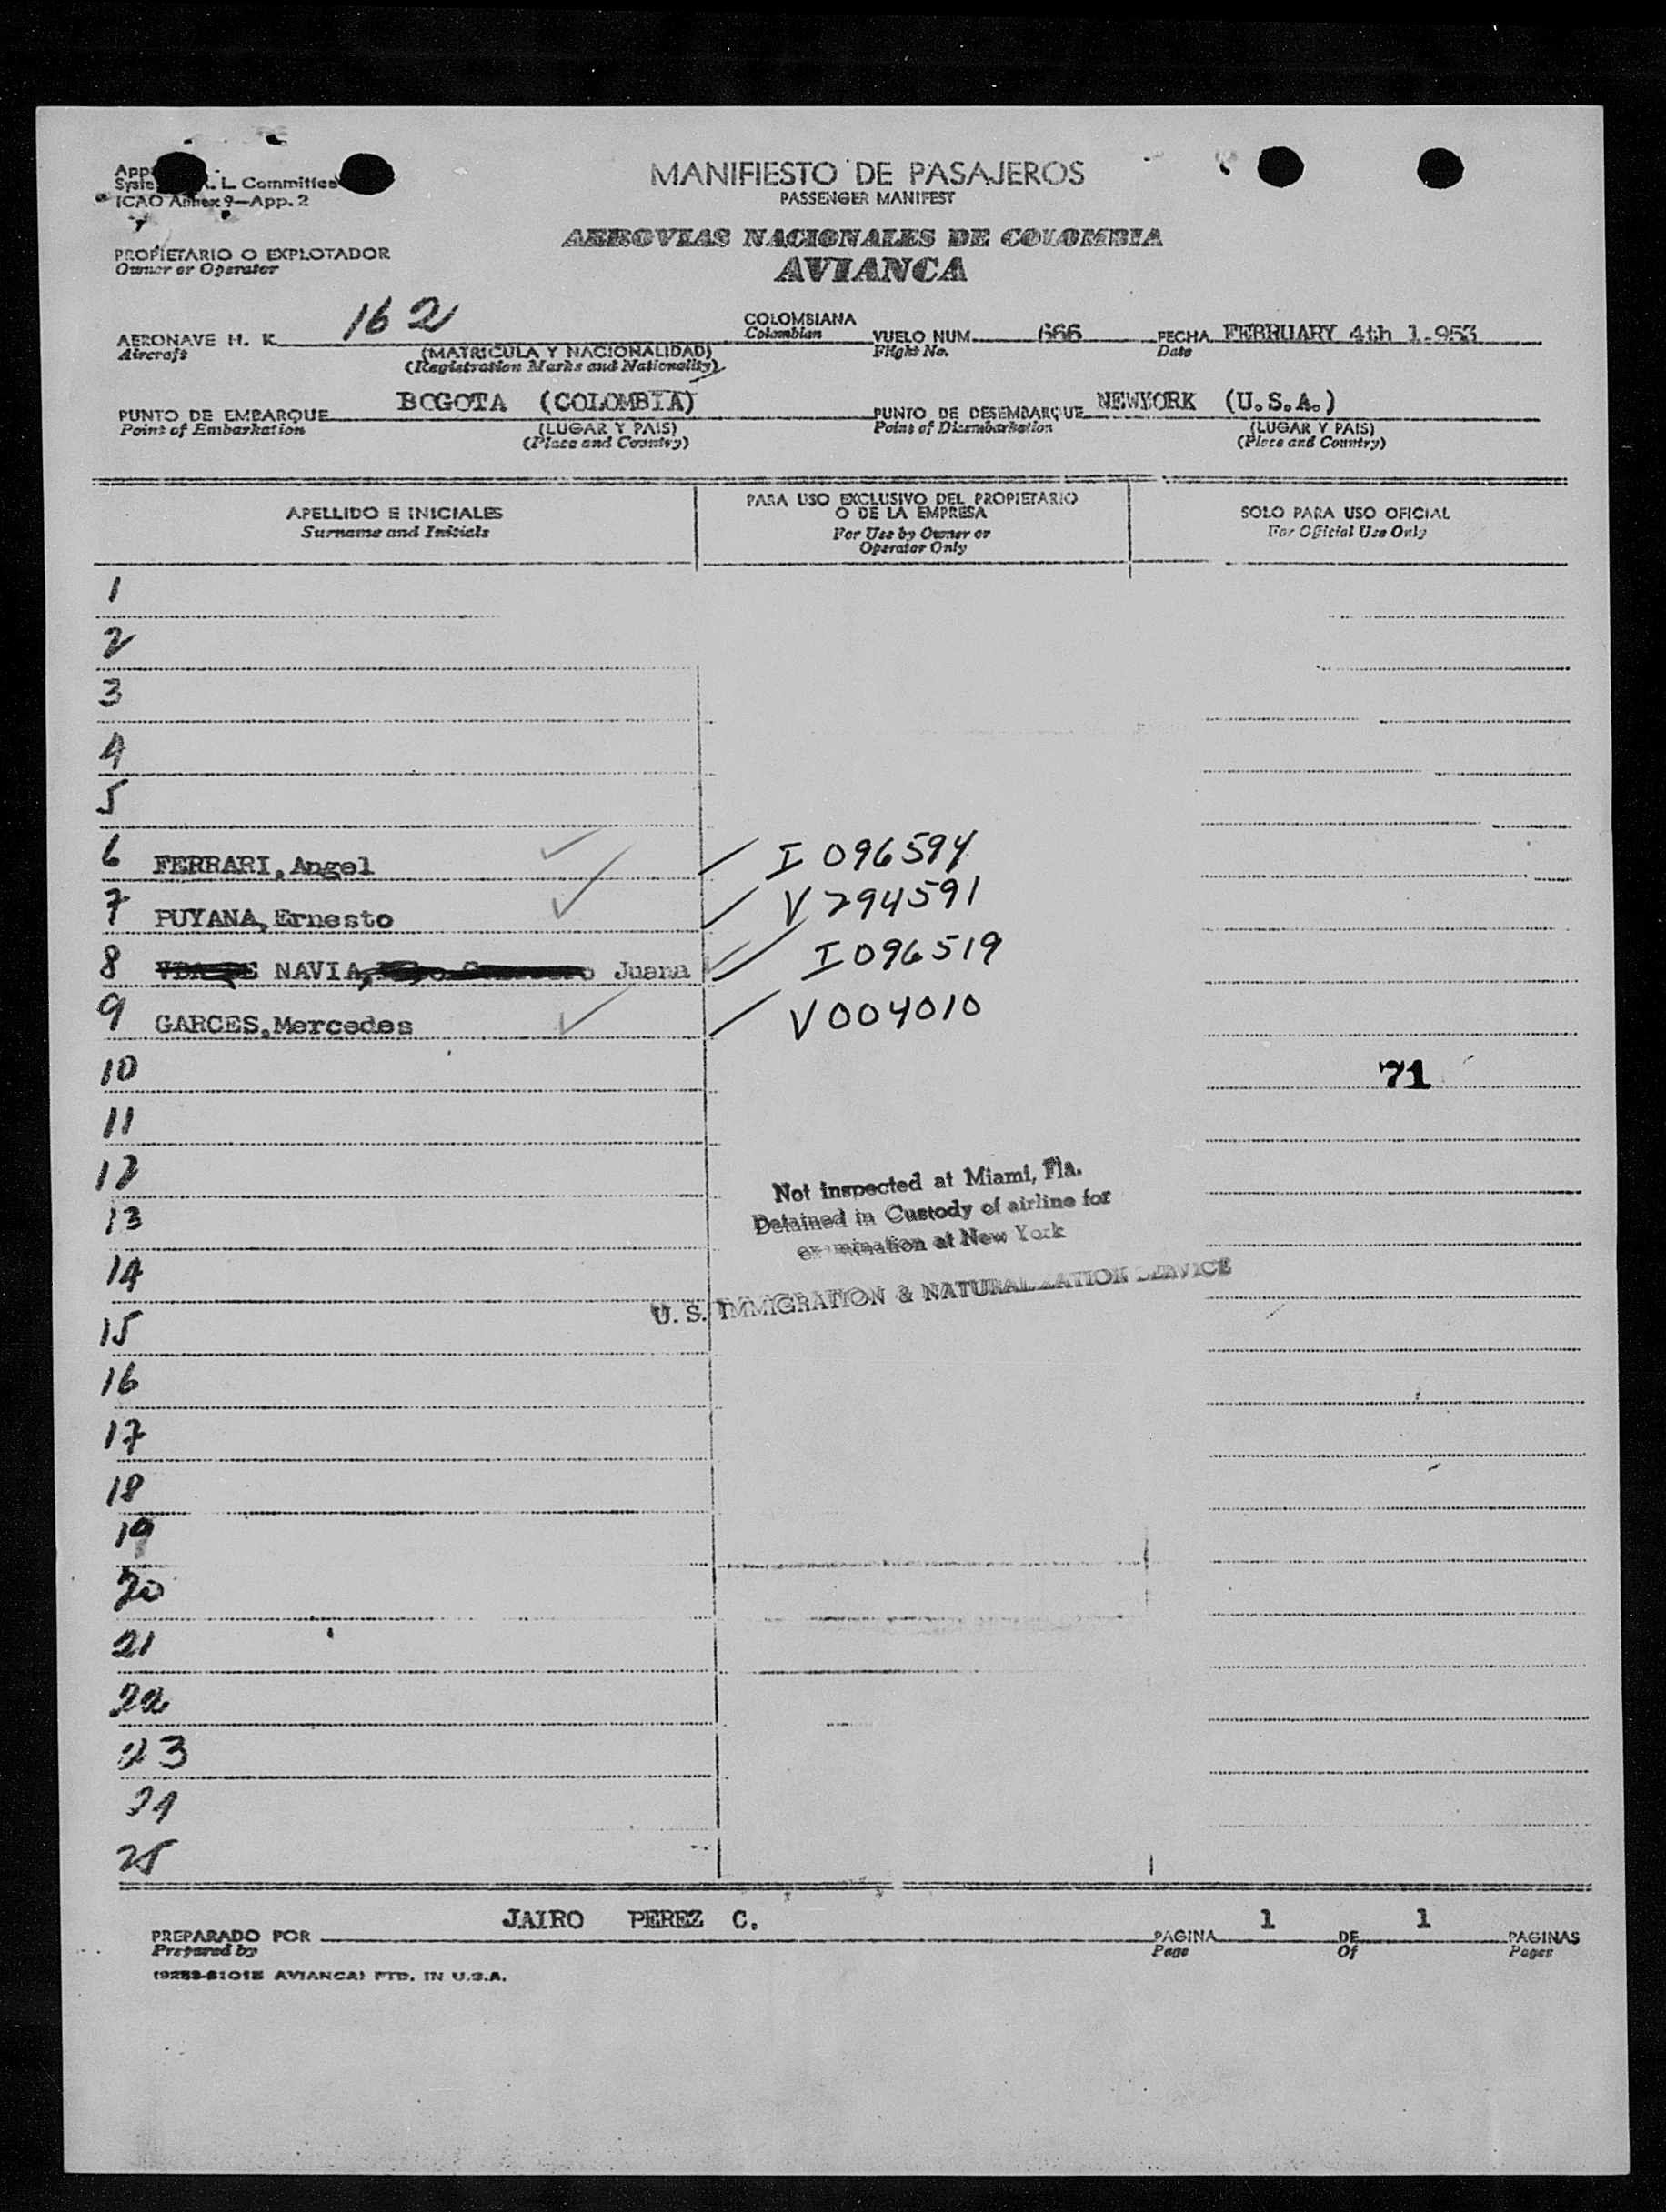 MANIFIESTO DE PASAJEROS
PASSENGER MANIFEST
L. Committee
ICAO Annex 9—App. 2
AEROVIAS NACIONALES DE COLOMBIA
AVIANCA
PROPIETARIO O EXPLOTADOR
Owner or Operator
AERONAVE H. K. 162 COLOMBIANA VUELO NUM. 666 FECHA FEBRUARY 4th 1.953
Aircraft (MATRICULA Y NACIONALIDAD) Colombian Flight No. Date
(Registration Marks and Nationality)
PUNTO DE EMBARQUE BOGOTA (COLOMBIA) PUNTO DE DESEMBARQUE NEWYORK (U.S.A.)
Point of Embarkation (LUGAR Y PAIS) Point of Disembarkation (LUGAR Y PAIS)
(Place and Country) (Place and Country)
APELLIDO E INICIALES
Surname and Initials
PARA USO EXCLUSIVO DEL PROPIETARIO
O DE LA EMPRESA
For Use by Owner or
Operator Only
SOLO PARA USO OFICIAL
For Official Use Only
1
2
3
4
5
6 FERRARI, Angel I 096594
7 PUYANA, Ernesto V 294591
8 VDA DE NAVIA, Juana I 096519
9 GARCES, Mercedes V 004010
10 71
11
12
13
14
15
Not inspected at Miami, Fla.
Detained in Custody of airline for
examination at New York
U. S. IMMIGRATION & NATURALIZATION SERVICE
16
17
18
19
20
21
22
23
24
25
PREPARADO POR JAIRO PEREZ C. PAGINA 1 DE 1 PAGINAS
Prepared by Page Of Pages
AVIANCA) PTD. IN U.S.A.